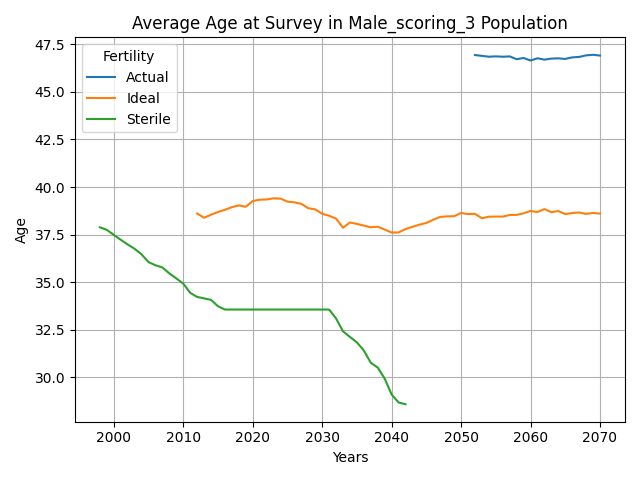 Average Age at Survey in Male_scoring_3 Population
Fertility
Actual
Ideal
Sterile
Age
47.5
45.0
42.5
40.0
37.5
35.0
32.5
30.0
2000 2010 2020 2030 2040 2050 2060 2070
Years